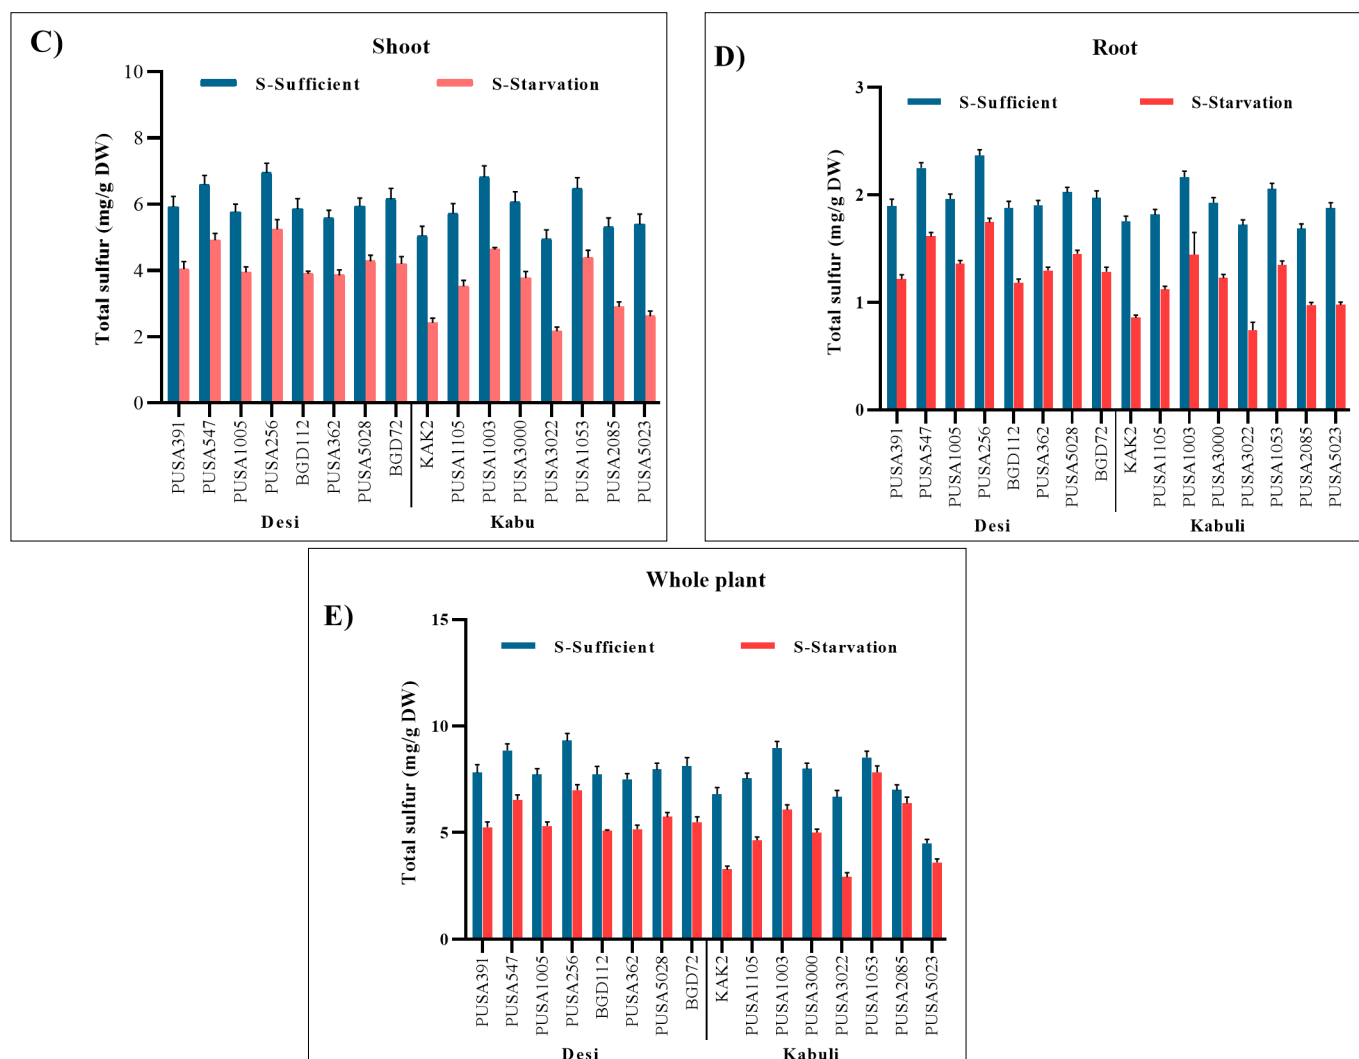 C)
Shoot
S-Sufficient
S-Starvation
Total sulfur (mg/g DW)
10
8
6
4
2
0
PUSA391
PUSA547
PUSA1005
PUSA256
BGD112
PUSA362
PUSA5028
BGD72
KAK2
PUSA1105
PUSA1003
PUSA3000
PUSA3022
PUSA1053
PUSA2085
PUSA5023
Desi
Kabu
D)
Root
S-Sufficient
S-Starvation
Total sulfur (mg/g DW)
3
2
1
0
PUSA391
PUSA547
PUSA1005
PUSA256
BGD112
PUSA362
PUSA5028
BGD72
KAK2
PUSA1105
PUSA1003
PUSA3000
PUSA3022
PUSA1053
PUSA2085
PUSA5023
Desi
Kabuli
E)
Whole plant
S-Sufficient
S-Starvation
Total sulfur (mg/g DW)
15
10
5
0
PUSA391
PUSA547
PUSA1005
PUSA256
BGD112
PUSA362
PUSA5028
BGD72
KAK2
PUSA1105
PUSA1003
PUSA3000
PUSA3022
PUSA1053
PUSA2085
PUSA5023
Desi
Kabuli